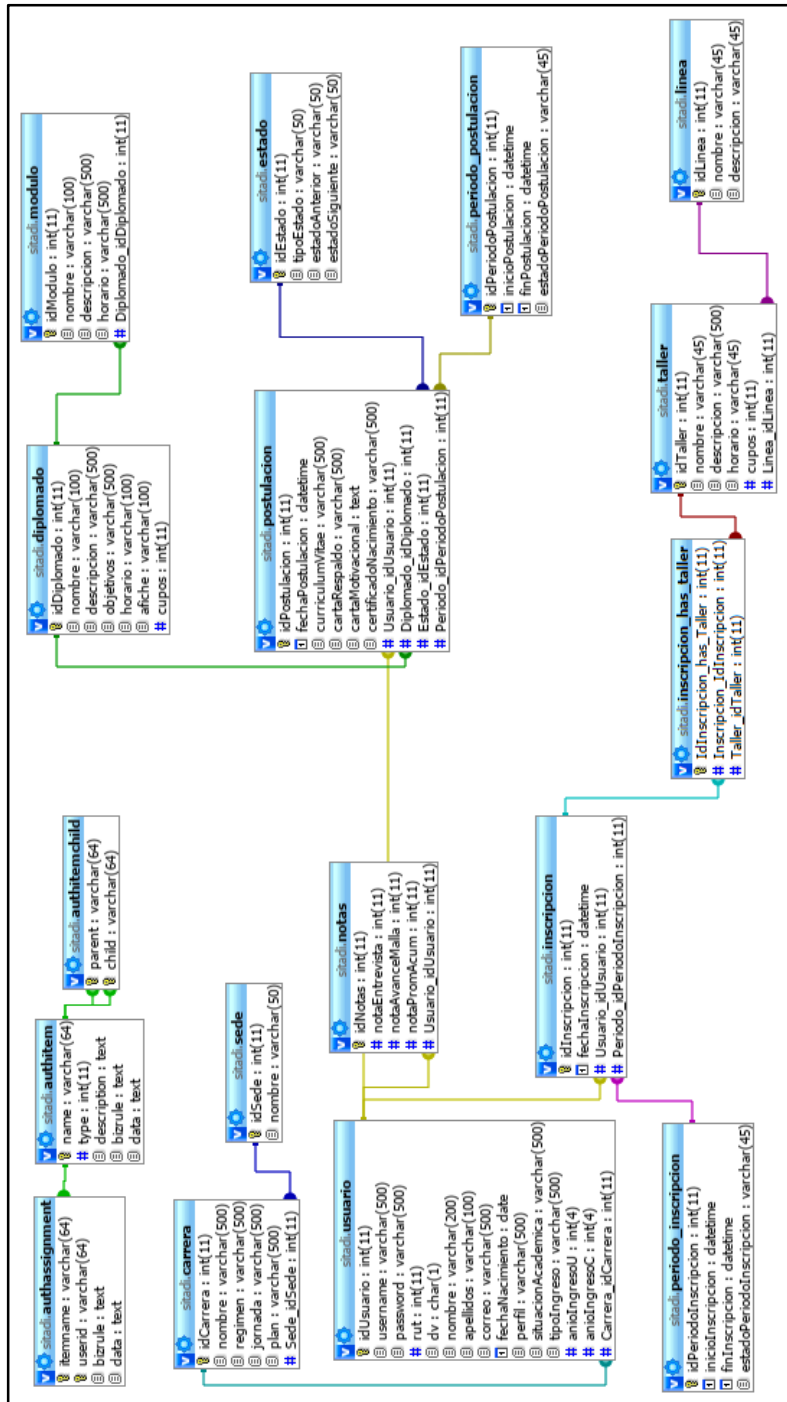 sitadi.authassignment
itemname : varchar(64)
userid : varchar(64)
bizrule : text
data : text
sitadi.authitem
name : varchar(64)
type : int(11)
description : text
bizrule : text
data : text
sitadi.authitemchild
parent : varchar(64)
child : varchar(64)
sitadi.diplomado
idDiplomado : int(11)
nombre : varchar(100)
descripcion : varchar(500)
objetivos : varchar(500)
horario : varchar(100)
afiche : varchar(100)
cupos : int(11)
sitadi.modulo
idModulo : int(11)
nombre : varchar(100)
descripcion : varchar(500)
horario : varchar(500)
Diplomado_idDiplomado : int(11)
sitadi.carrera
idCarrera : int(11)
nombre : varchar(500)
regimen : varchar(500)
jornada : varchar(500)
plan : varchar(500)
Sede_idSede : int(11)
sitadi.sede
idSede : int(11)
nombre : varchar(50)
sitadi.estado
idEstado : int(11)
tipoEstado : varchar(50)
estadoAnterior : varchar(50)
estadoSiguiente : varchar(50)
sitadi.usuario
idUsuario : int(11)
username : varchar(500)
password : varchar(500)
rut : int(11)
dv : char(1)
nombre : varchar(200)
apellidos : varchar(100)
correo : varchar(500)
fechaNacimiento : date
perfil : varchar(500)
situacionAcademica : varchar(500)
tipoIngreso : varchar(500)
anioIngresoU : int(4)
anioIngresoC : int(4)
Carrera_idCarrera : int(11)
sitadi.notas
idNotas : int(11)
notaEntrevista : int(11)
notaAvanceMalla : int(11)
notaPromAcum : int(11)
Usuario_idUsuario : int(11)
sitadi.postulacion
idPostulacion : int(11)
fechaPostulacion : datetime
curriculumVitae : varchar(500)
cartaRespaldo : varchar(500)
cartaMotivacional : text
certificadoNacimiento : varchar(500)
Usuario_idUsuario : int(11)
Diplomado_idDiplomado : int(11)
Estado_idEstado : int(11)
Periodo_idPeriodoPostulacion : int(11)
sitadi.periodo_postulacion
idPeriodoPostulacion : int(11)
inicioPostulacion : datetime
finPostulacion : datetime
estadoPeriodoPostulacion : varchar(45)
sitadi.periodo_inscripcion
idPeriodoInscripcion : int(11)
inicioInscripcion : datetime
finInscripcion : datetime
estadoPeriodoInscripcion : varchar(45)
sitadi.inscripcion
idInscripcion : int(11)
fechaInscripcion : datetime
Usuario_idUsuario : int(11)
Periodo_idPeriodoInscripcion : int(11)
sitadi.inscripcion_has_taller
IdInscripcion_has_Taller : int(11)
Inscripcion_IdInscripcion : int(11)
Taller_idTaller : int(11)
sitadi.taller
idTaller : int(11)
nombre : varchar(45)
descripcion : varchar(500)
horario : varchar(45)
cupos : int(11)
Linea_idLinea : int(11)
sitadi.linea
idLinea : int(11)
nombre : varchar(45)
descripcion : varchar(45)